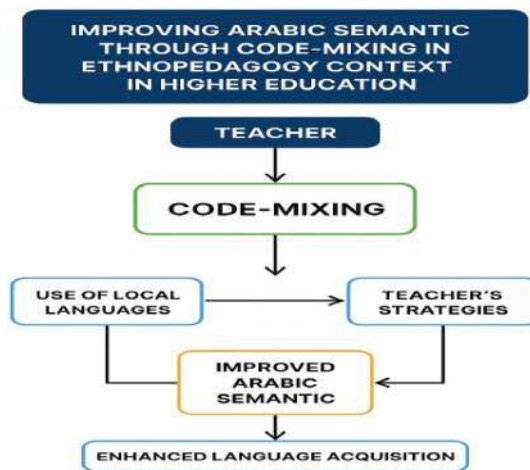 IMPROVING ARABIC SEMANTIC
THROUGH CODE-MIXING IN
ETHNOPEDAGOGY CONTEXT
IN HIGHER EDUCATION
TEACHER
CODE-MIXING
USE OF LOCAL
LANGUAGES
TEACHER'S
STRATEGIES
IMPROVED
ARABIC
SEMANTIC
ENHANCED LANGUAGE ACQUISITION